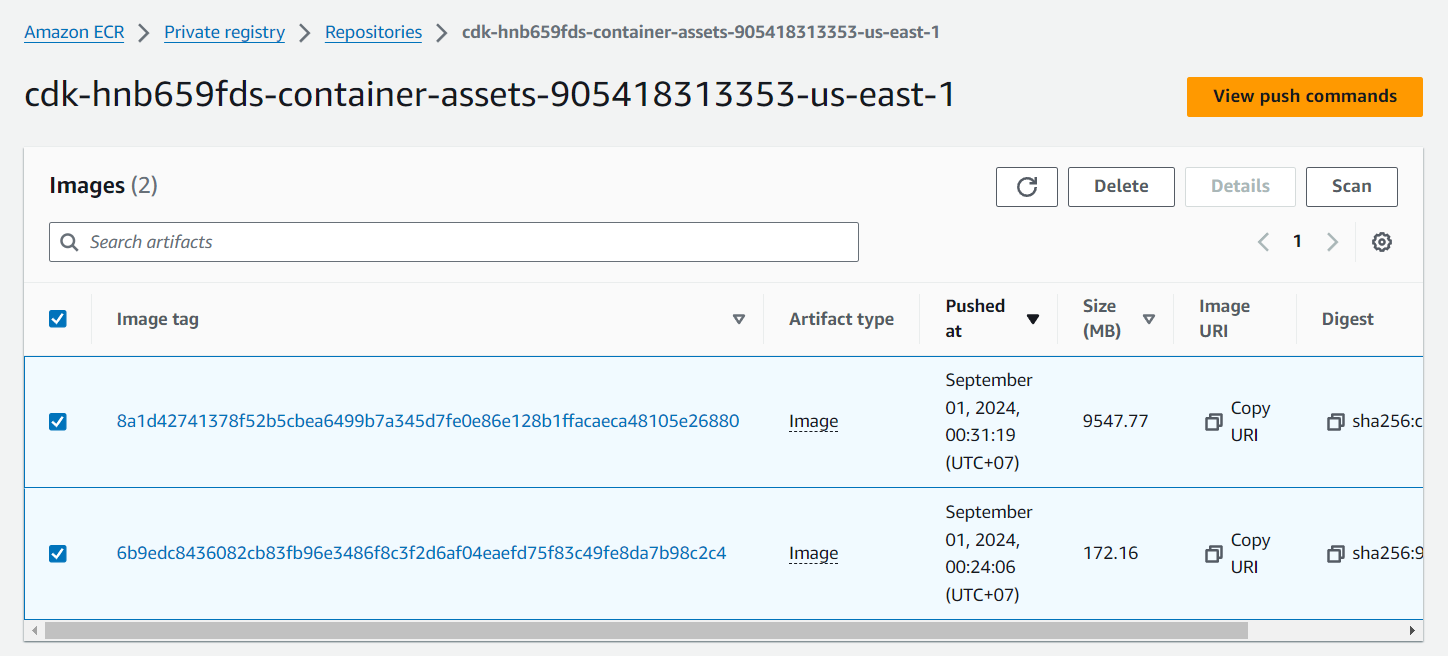 Amazon ECR > Private registry > Repositories > cdk-hnb659fds-container-assets-905418313353-us-east-1
cdk-hnb659fds-container-assets-905418313353-us-east-1
View push commands
Images (2)
Delete
Details
Scan
Search artifacts
1
Image tag
Artifact type
Pushed
at
Size
(MB)
Image
URI
Digest
8a1d42741378f52b5cbea6499b7a345d7fe0e86e128b1ffacaeca48105e26880
Image
September
01, 2024,
00:31:19
(UTC+07)
9547.77
Copy
URI
sha256:c
6b9edc8436082cb83fb96e3486f8c3f2d6af04eaefd75f83c49fe8da7b98c2c4
Image
September
01, 2024,
00:24:06
(UTC+07)
172.16
Copy
URI
sha256:9